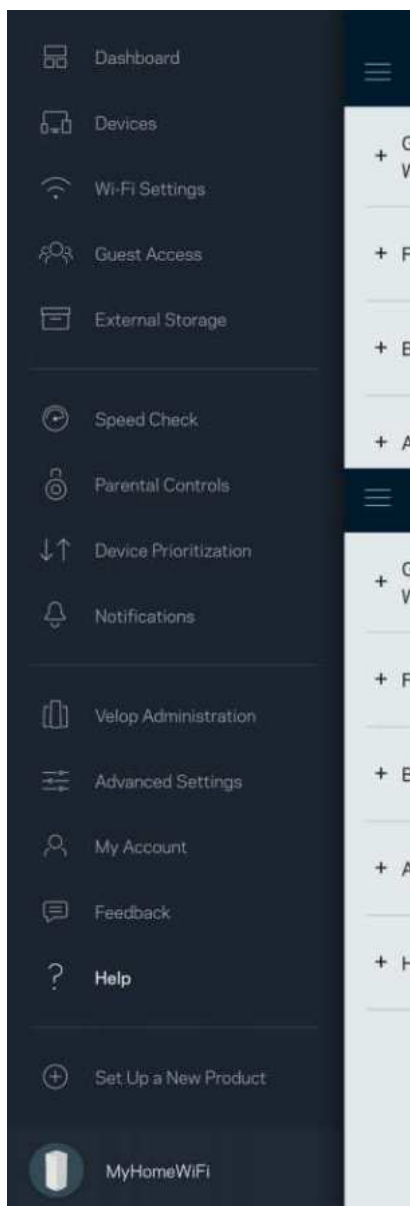 Dashboard
Devices
Wi-Fi Settings
Guest Access
External Storage
Speed Check
Parental Controls
Device Prioritization
Notifications
Velop Administration
Advanced Settings
My Account
Feedback
Help
Set Up a New Product
MyHomeWiFi